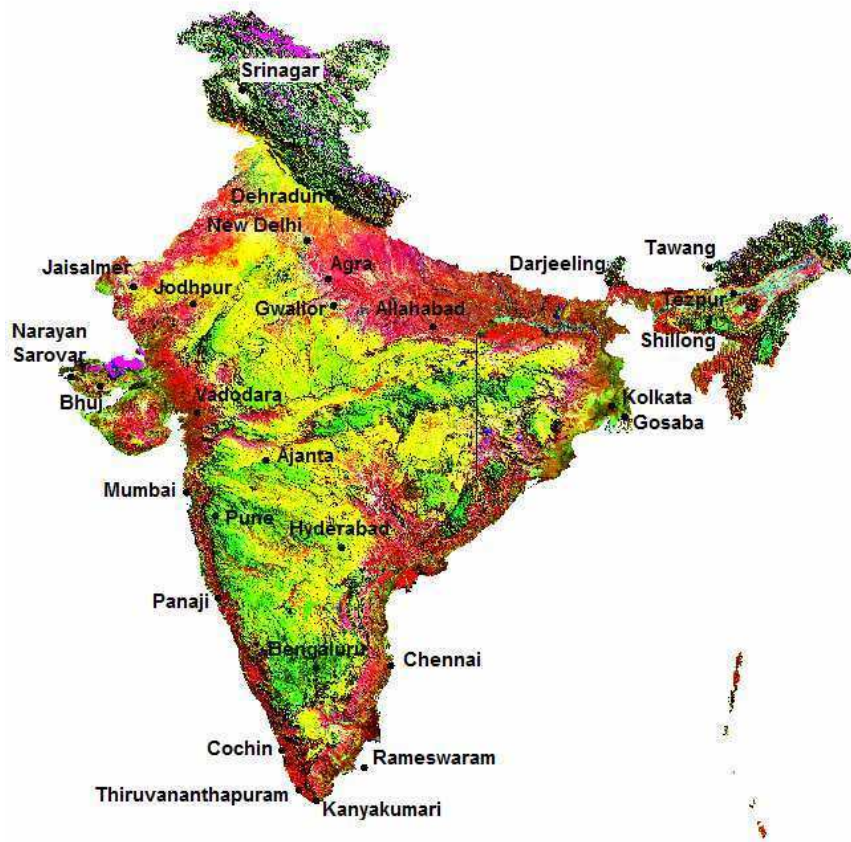 Srinagar
Dehradun
New Delhi
Tawang
Jaisalmer
Agra
Darjeeling
Jodhpur
Tezpur
Gwalior
Allahabad
Narayan
Sarovar
Shillong
Bhuj
Vadodara
Kolkata
Gosaba
Ajanta
Mumbai
Pune
Hyderabad
Panaji
Bengaluru
Chennai
Cochin
Rameswaram
Thiruvananthapuram
Kanyakumari